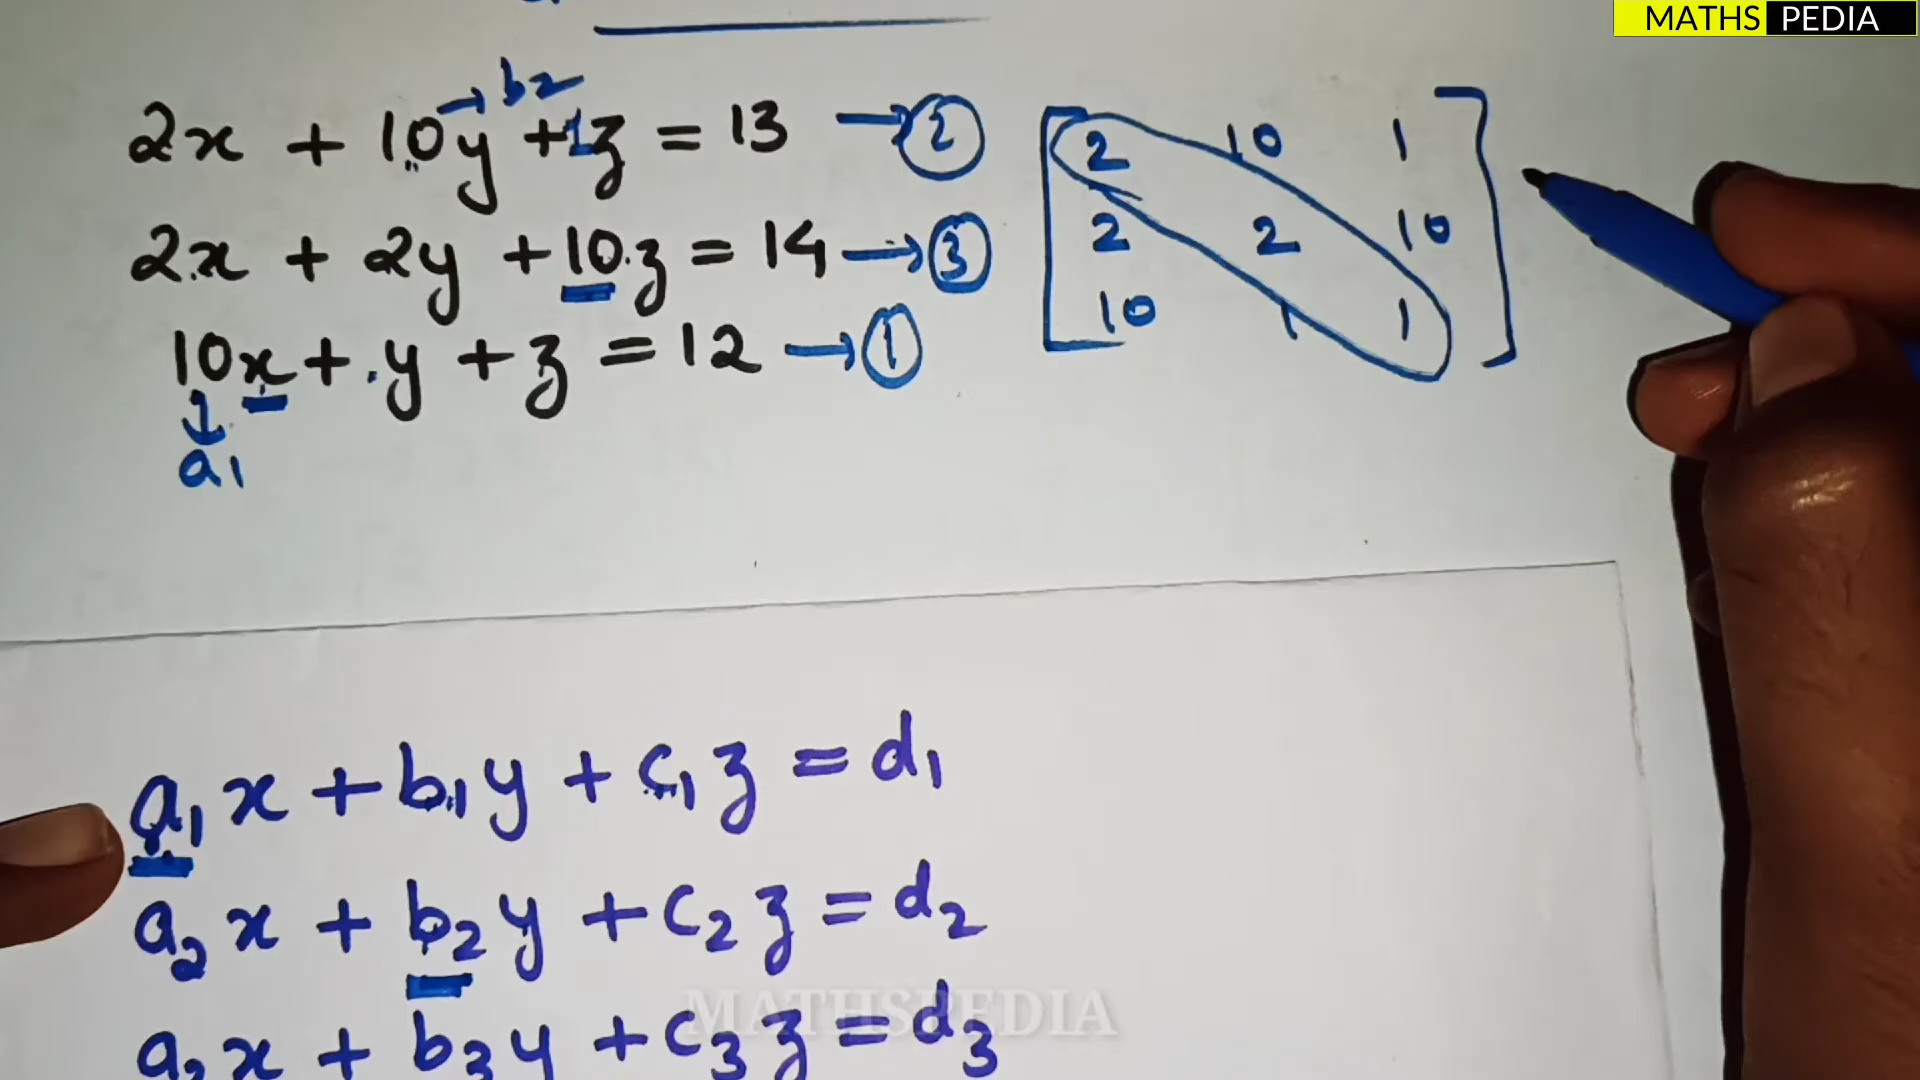 MATHS PEDIA
→ b2
2x + 10y + 1z = 13 → ②
2x + 2y + 10z = 14 → ③
10x + y + z = 12 → ①
↓
a1
2 10 1
2 2 10
10 1 1
a₁x + b₁y + c₁z = d₁
a₂x + b₂y + c₂z = d₂
MATHSPEDIA
a₃x + b₃y + c₃z = d₃